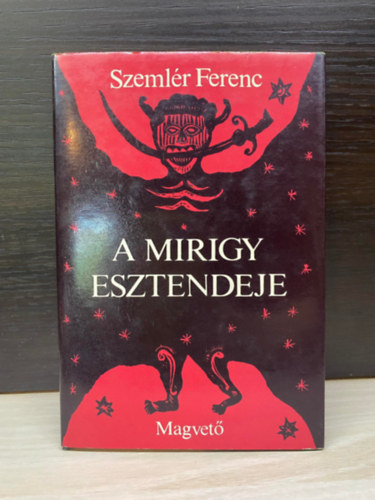 Szemlér Ferenc
A MIRIGY
ESZTENDEJE
Magvető